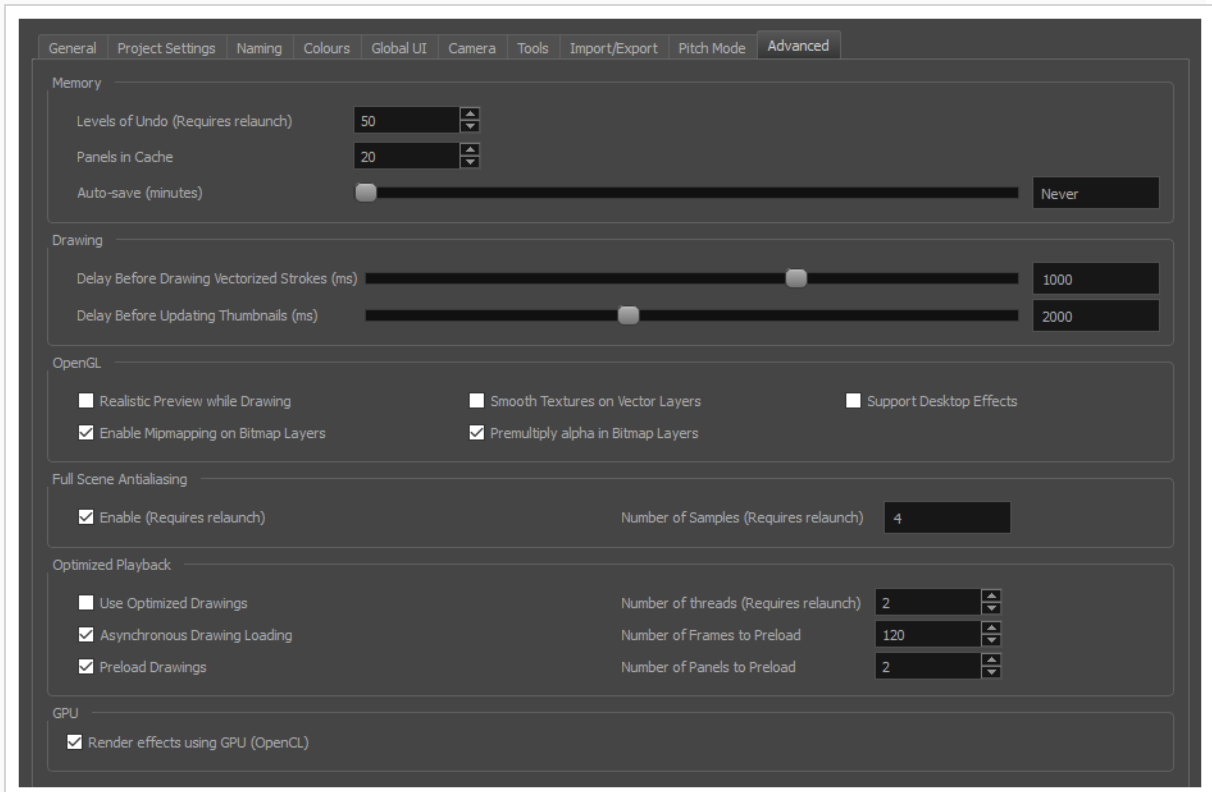 General Project Settings Naming Colours Global UI Camera Tools Import/Export Pitch Mode Advanced
Memory
Levels of Undo (Requires relaunch) 50
Panels in Cache 20
Auto-save (minutes) Never
Drawing
Delay Before Drawing Vectorized Strokes (ms) 1000
Delay Before Updating Thumbnails (ms) 2000
OpenGL
Realistic Preview while Drawing Smooth Textures on Vector Layers Support Desktop Effects
Enable Mipmapping on Bitmap Layers Premultiply alpha in Bitmap Layers
Full Scene Antialiasing
Enable (Requires relaunch) Number of Samples (Requires relaunch) 4
Optimized Playback
Use Optimized Drawings Number of threads (Requires relaunch) 2
Asynchronous Drawing Loading Number of Frames to Preload 120
Preload Drawings Number of Panels to Preload 2
GPU
Render effects using GPU (OpenCL)